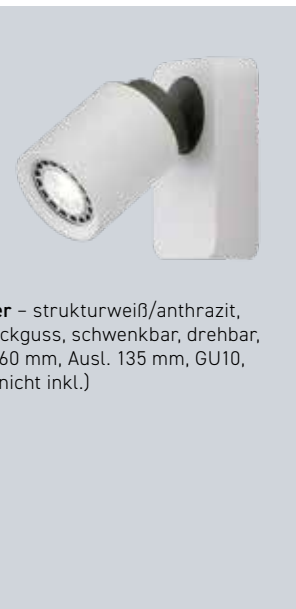 er – strukturweiß/anthrazit,
ckguss, schwenkbar, drehbar,
60 mm, Ausl. 135 mm, GU10,
nicht inkl.)